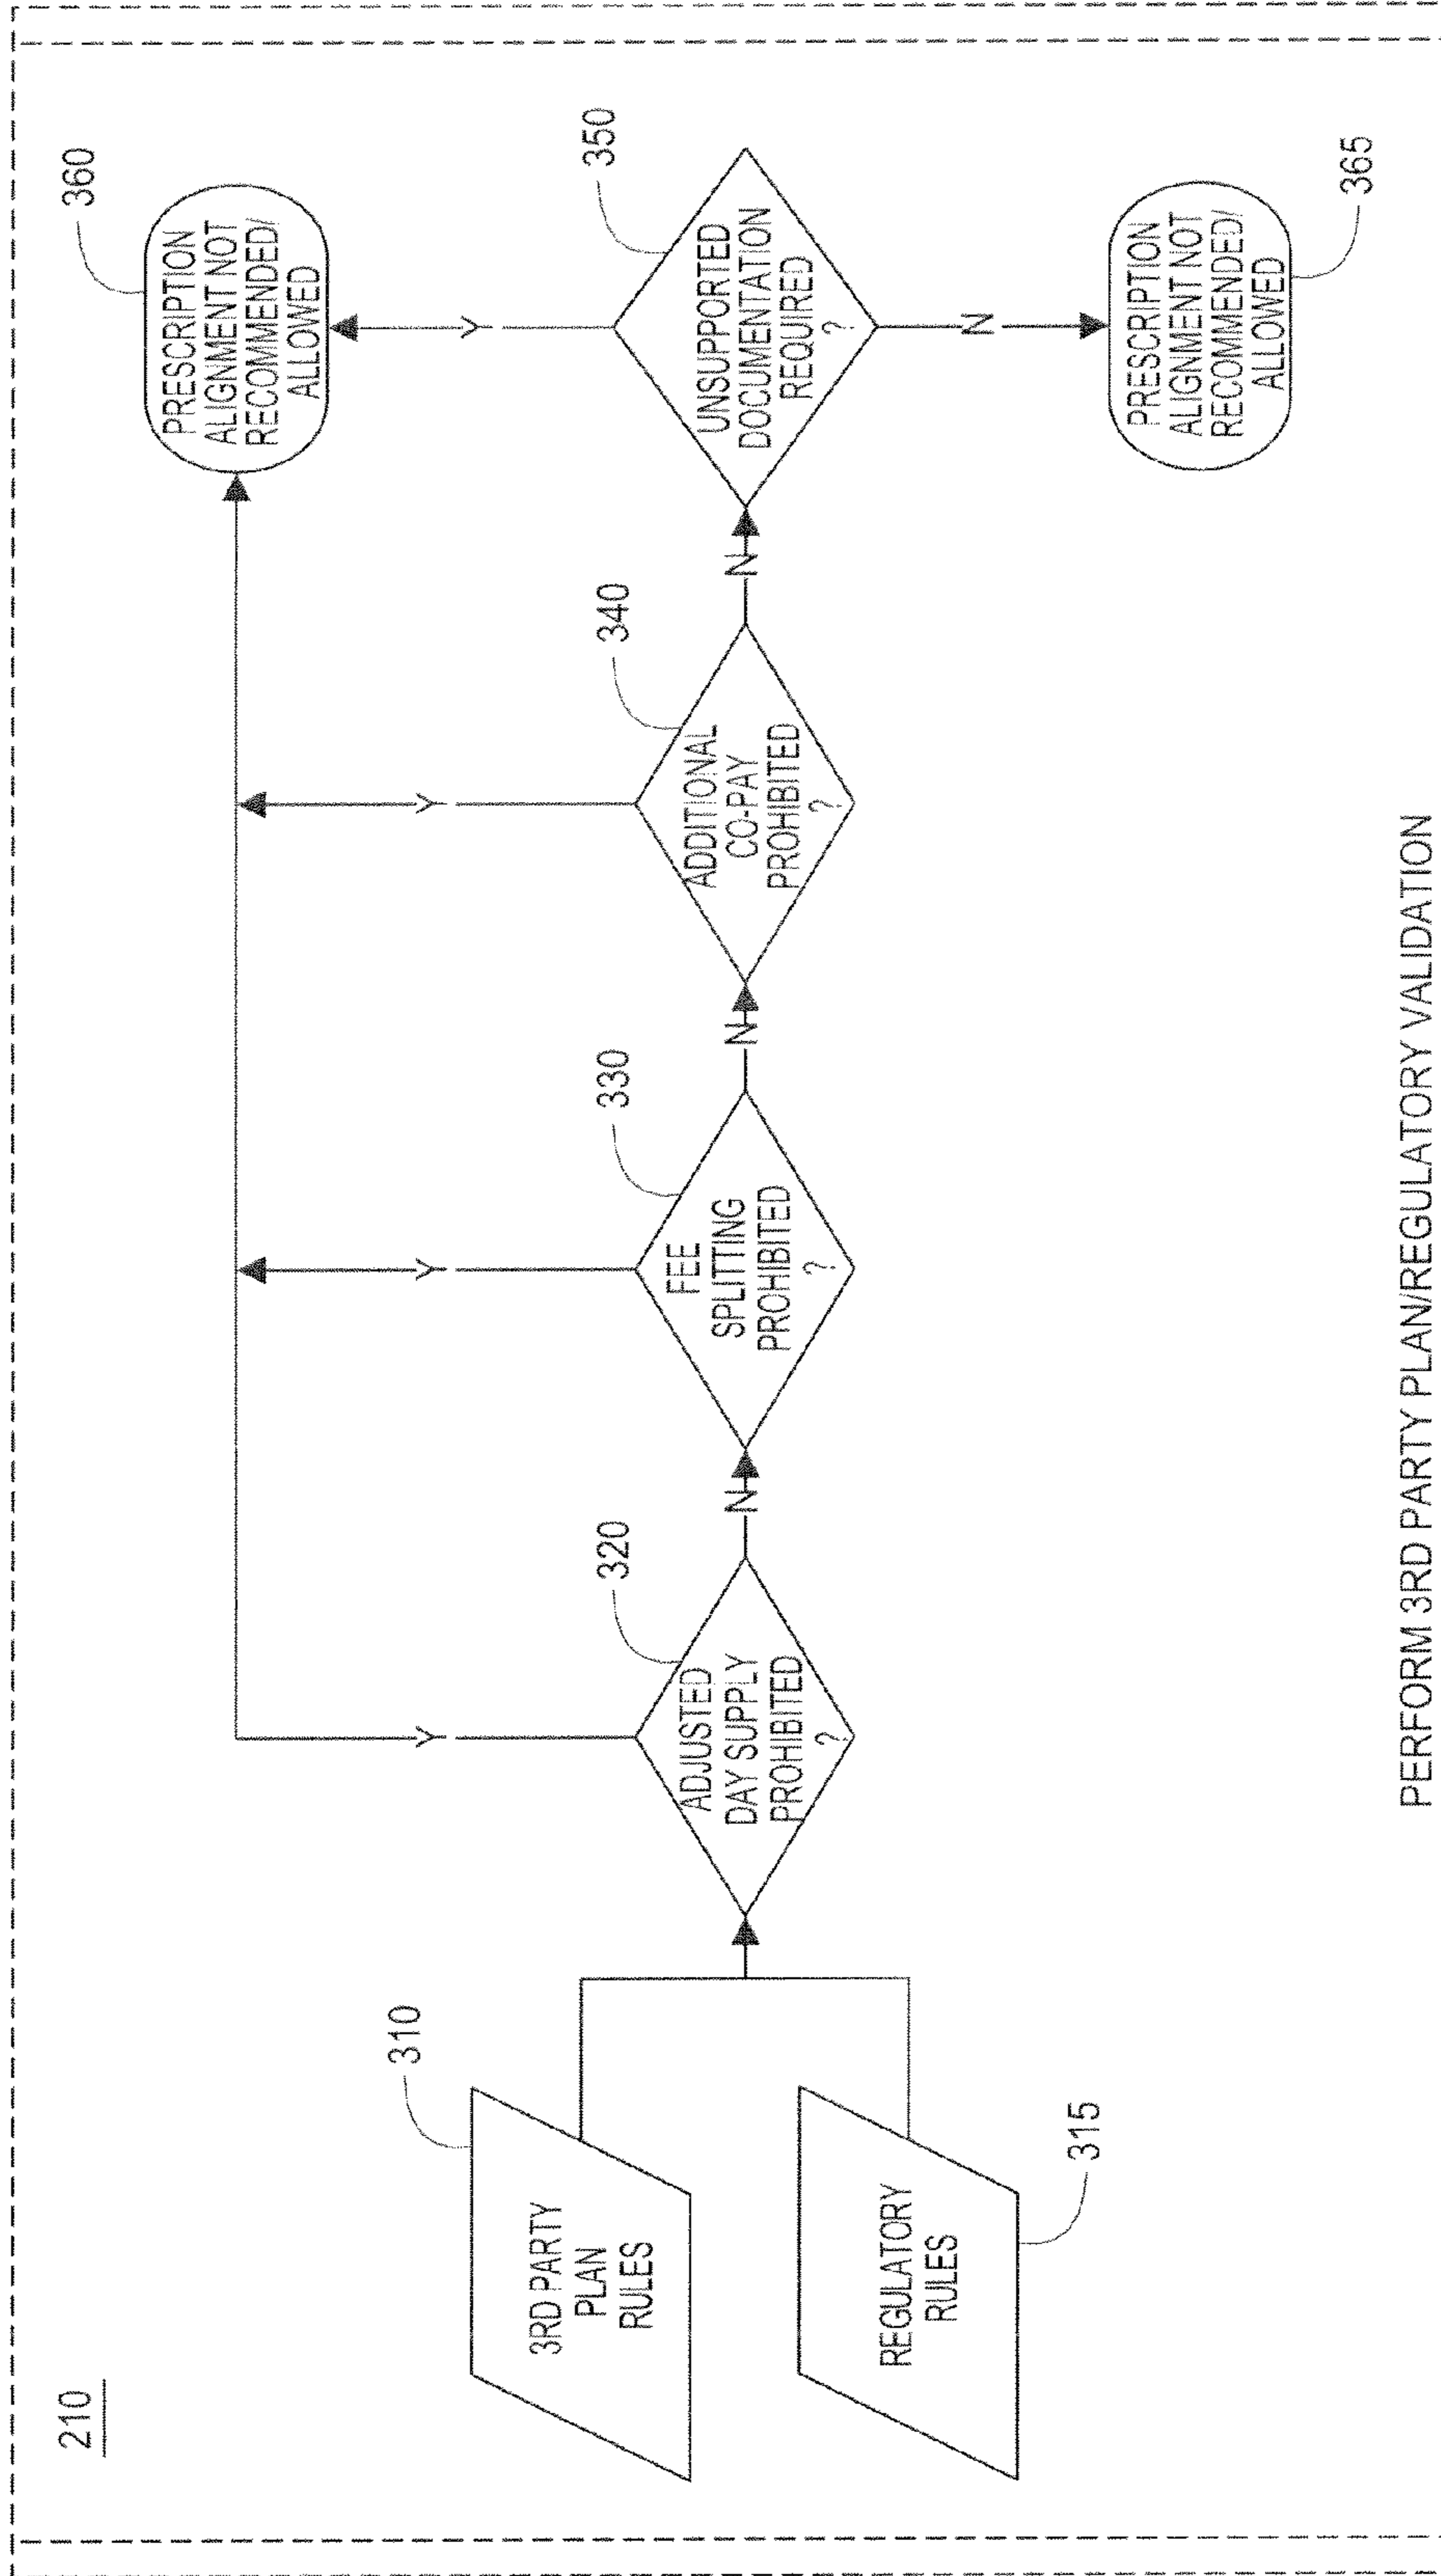 210
3RD PARTY
PLAN
RULES
310
REGULATORY
RULES
315
ADJUSTED
DAY SUPPLY
PROHIBITED
?
320
Y
N
FEE
SPLITTING
PROHIBITED
?
330
Y
N
ADDITIONAL
CO-PAY
PROHIBITED
?
340
Y
N
UNSUPPORTED
DOCUMENTATION
REQUIRED
?
350
Y
N
PRESCRIPTION
ALIGNMENT NOT
RECOMMENDED/
ALLOWED
360
PRESCRIPTION
ALIGNMENT NOT
RECOMMENDED/
ALLOWED
365
PERFORM 3RD PARTY PLAN/REGULATORY VALIDATION